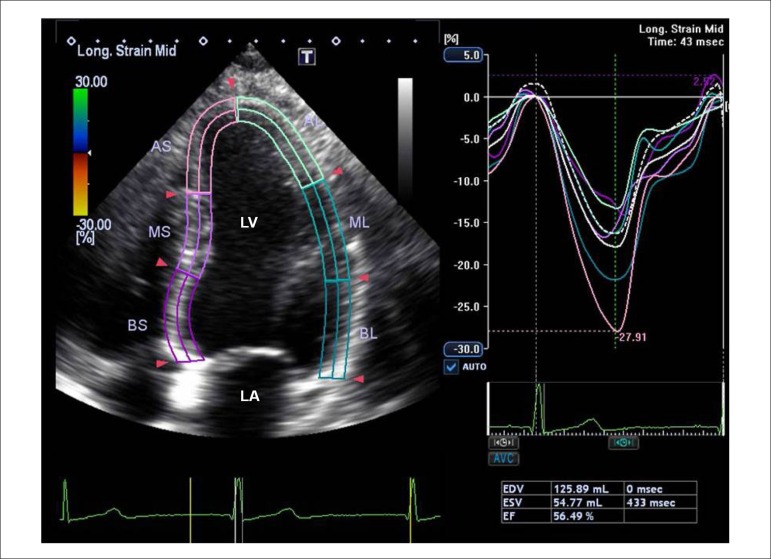 Long. Strain Mid
T
30.00
-30.00
[%]
AS
AL
MS
ML
BS
BL
LV
LA
[%]
Long. Strain Mid
Time: 43 msec
5.0
0.0
-5.0
-10.0
-15.0
-20.0
-25.0
-30.0
-27.91
AUTO
AVC
EDV 125.89 mL 0 msec
ESV 54.77 mL 433 msec
EF 56.49 %